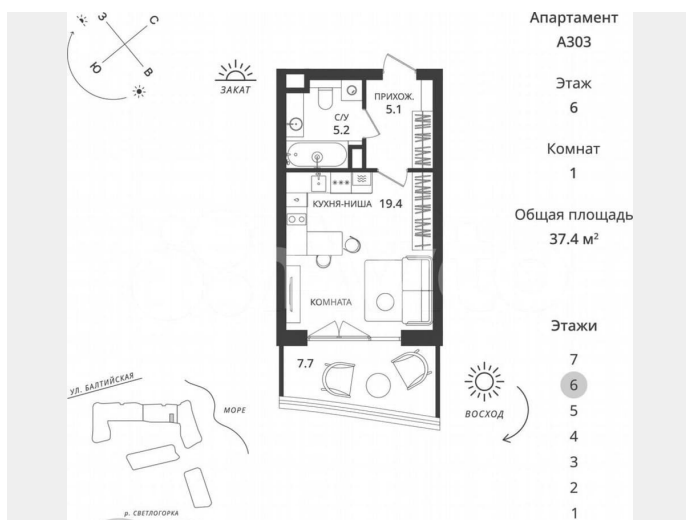 З
С
Ю
В
ЗАКАТ
ПРИХОЖ.
5.1
С/У
5.2
КУХНЯ-НИША 19.4
КОМНАТА
7.7
ВОСХОД
УЛ. БАЛТИЙСКАЯ
МОРЕ
р. СВЕТЛОГОРКА
Апартамент
А303
Этаж
6
Комнат
1
Общая площадь
37.4 м²
Этажи
7
6
5
4
3
2
1